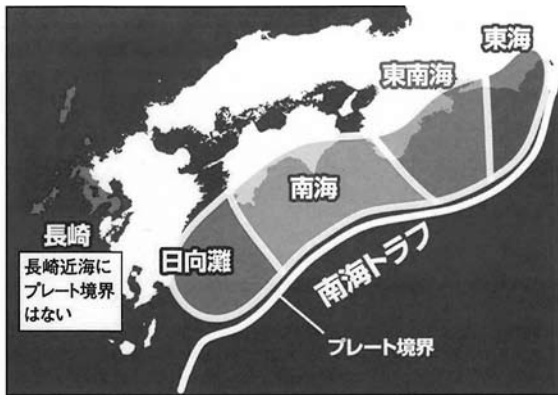 東海
東南海
南海
長崎
日向灘
長崎近海に
プレート境界
はない
南海トラフ
プレート境界